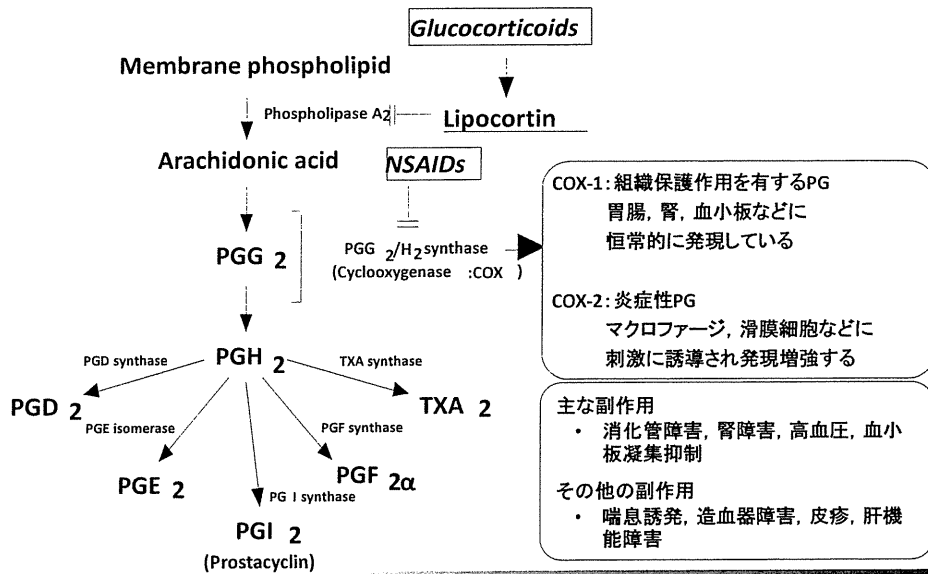 Glucocorticoids
Membrane phospholipid
Phospholipase A2
Lipocortin
Arachidonic acid
NSAIDs
PGG 2
PGG 2/H2 synthase
(Cyclooxygenase :COX )
COX-1：組織保護作用を有するPG
胃腸，腎，血小板などに
恒常的に発現している
COX-2：炎症性PG
マクロファージ，滑膜細胞などに
刺激に誘導され発現増強する
PGH 2
PGD synthase
TXA synthase
PGD 2
TXA 2
PGE isomerase
PGF synthase
PGE 2
PGF 2α
PG I synthase
PGI 2
(Prostacyclin)
主な副作用
・ 消化管障害，腎障害，高血圧，血小
板凝集抑制
その他の副作用
・ 喘息誘発，造血器障害，皮疹，肝機
能障害